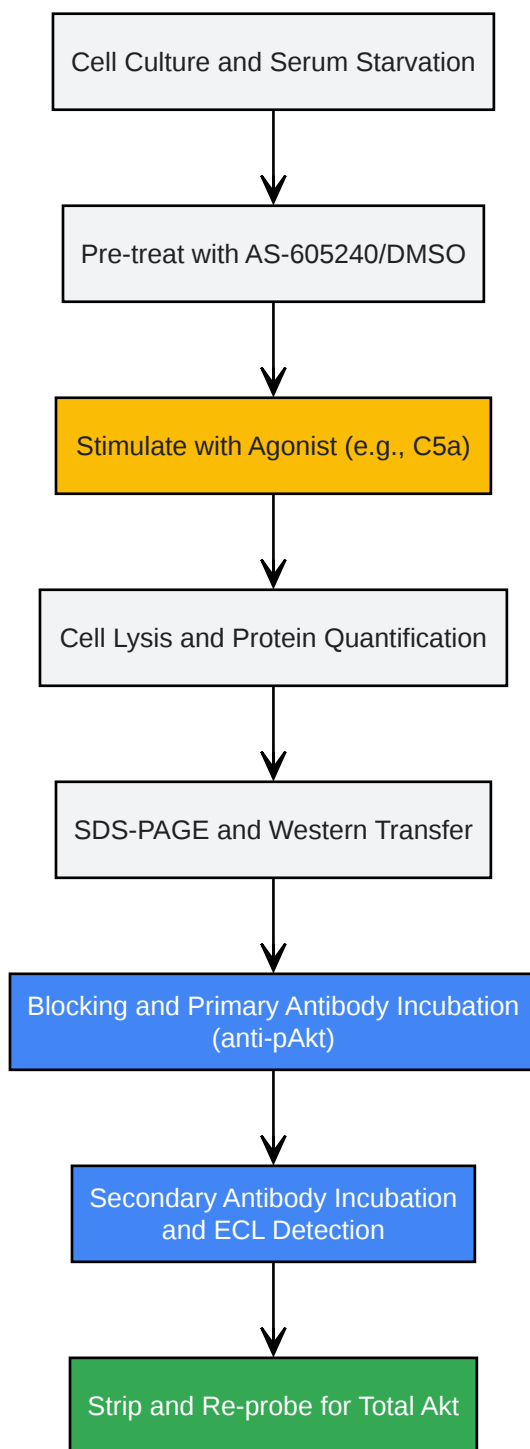 Cell Culture and Serum Starvation
Pre-treat with AS-605240/DMSO
Stimulate with Agonist (e.g., C5a)
Cell Lysis and Protein Quantification
SDS-PAGE and Western Transfer
Blocking and Primary Antibody Incubation
(anti-pAkt)
Secondary Antibody Incubation
and ECL Detection
Strip and Re-probe for Total Akt